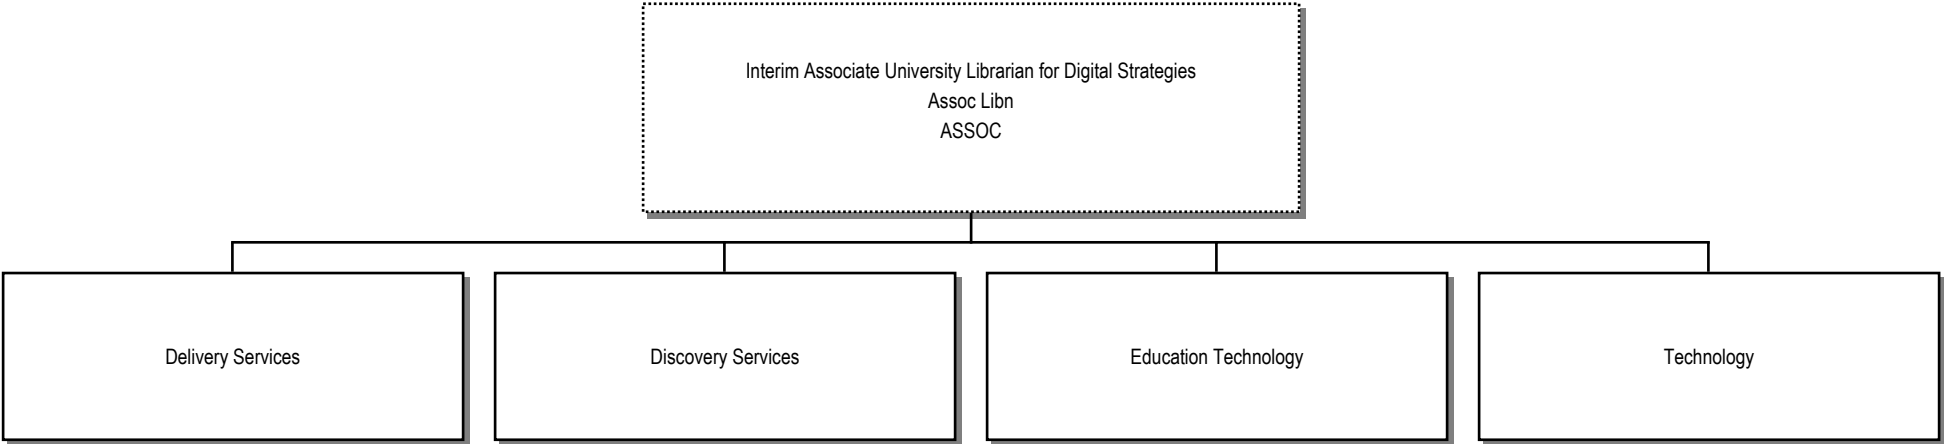 Interim Associate University Librarian for Digital Strategies
Assoc Libn
ASSOC
Delivery Services
Discovery Services
Education Technology
Technology